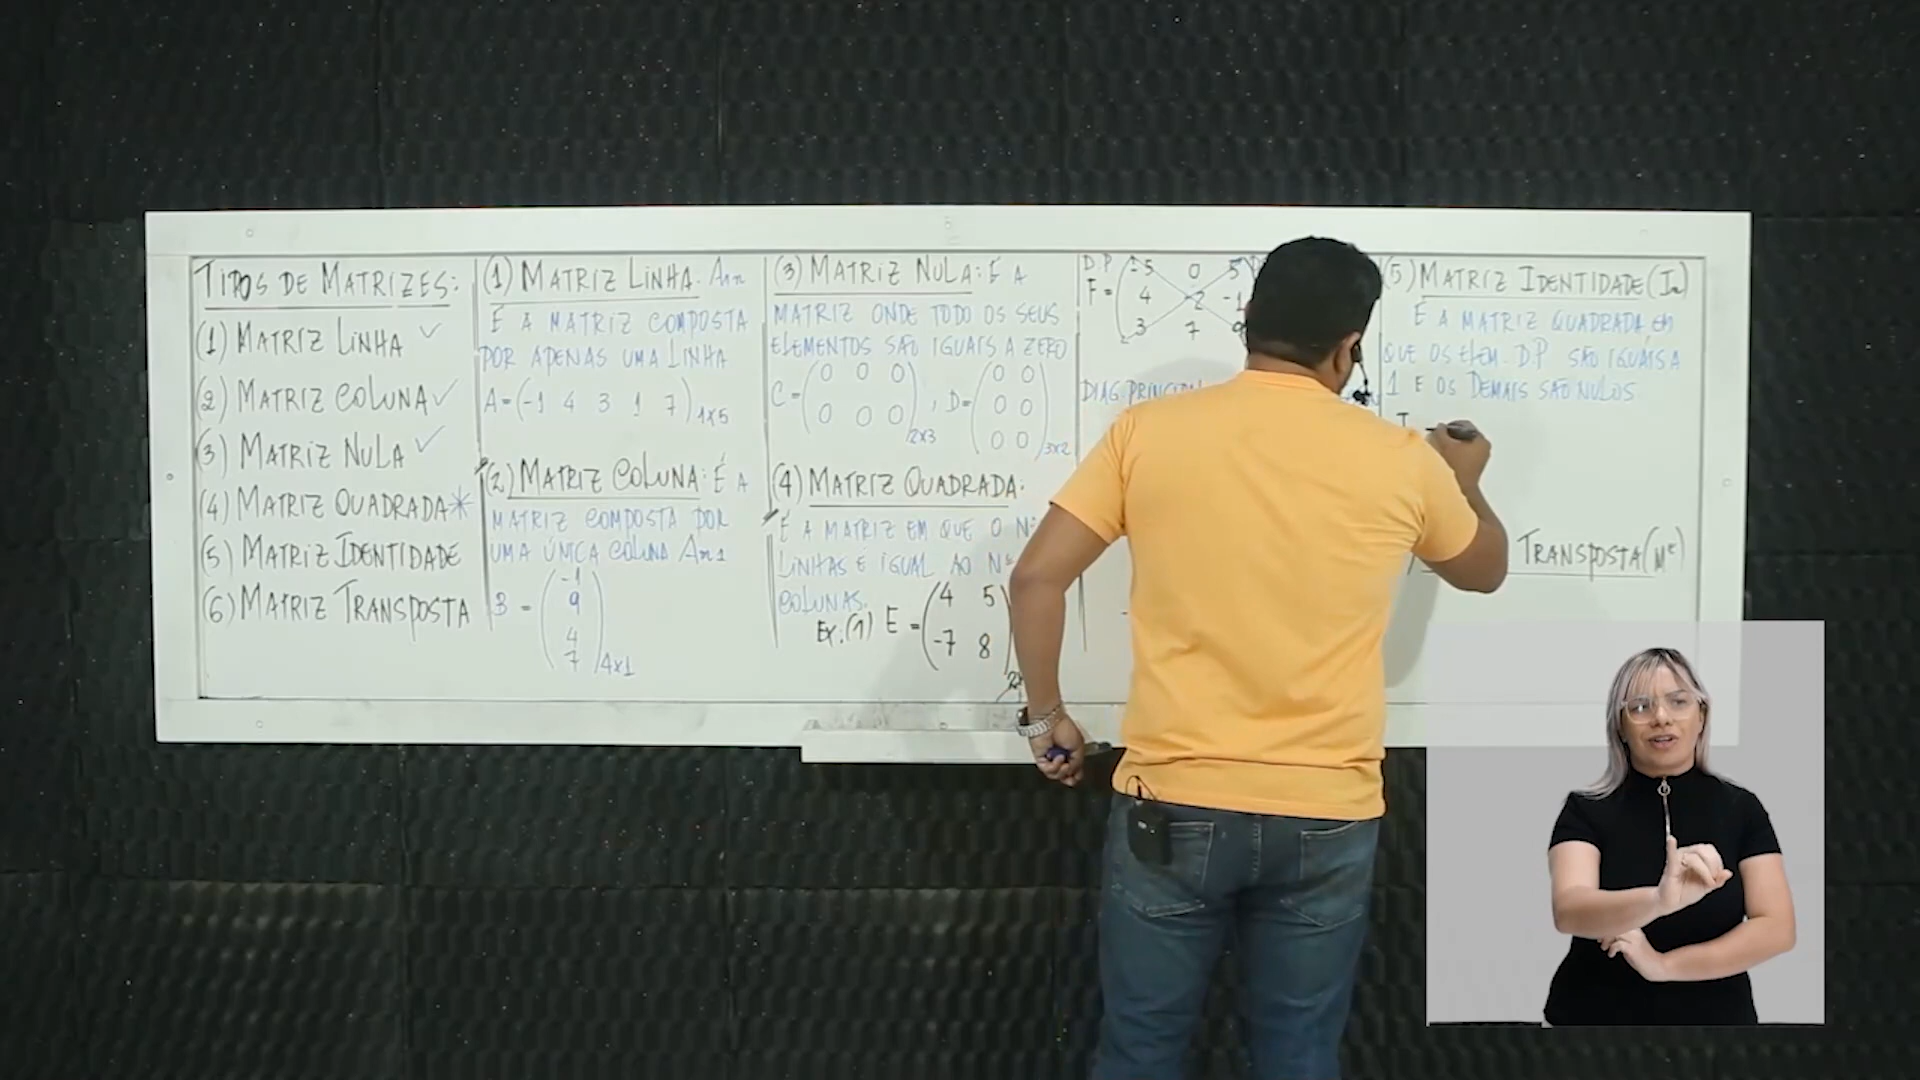 TIPOS DE MATRIZES:
(1) MATRIZ LINHA ✓
(2) MATRIZ COLUNA ✓
(3) MATRIZ NULA ✓
(4) MATRIZ QUADRADA *
(5) MATRIZ IDENTIDADE
(6) MATRIZ TRANSPOSTA
(1) MATRIZ LINHA. A1n
É A MATRIZ COMPOSTA
POR APENAS UMA LINHA
A = (-1 4 3 1 7) 1x5
(2) MATRIZ COLUNA: É A
MATRIZ COMPOSTA POR
UMA ÚNICA COLUNA An1
-1
B = 9
4
7 4x1
(3) MATRIZ NULA: É A
MATRIZ ONDE TODO OS SEUS
ELEMENTOS SÃO IGUAIS A ZERO
0 0 0 0 0
C = , D = 0 0
0 0 0 2x3 0 0 3x2
(4) MATRIZ QUADRADA:
É A MATRIZ EM QUE O Nº
LINHAS É IGUAL AO Nº
COLUNAS.
Ex.(1) E = 4 5
-7 8
D.P -5 0 5
F = 4 -2 -1
3 7 9
DIAG. PRINCIPAL
(5) MATRIZ IDENTIDADE (In)
É A MATRIZ QUADRADA EM
QUE OS ELEM. DP SÃO IGUAIS A
1 E OS DEMAIS SÃO NULOS
I
TRANSPOSTA (Mt)